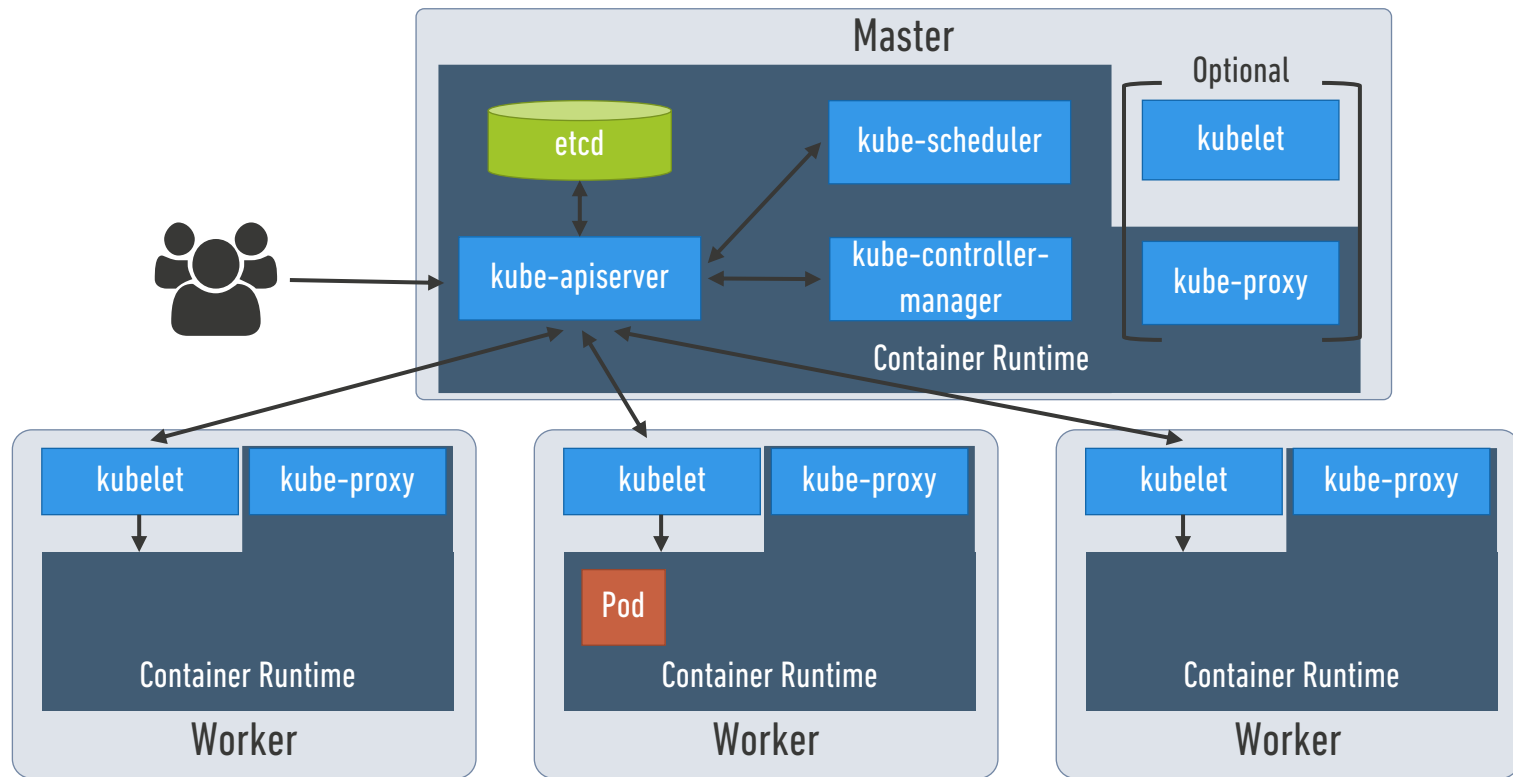 Master
Optional
etcd
kube-scheduler
kubelet
kube-apiserver
kube-controller-
manager
kube-proxy
Container Runtime
kubelet
kube-proxy
Container Runtime
Worker
kubelet
kube-proxy
Pod
Container Runtime
Worker
kubelet
kube-proxy
Container Runtime
Worker